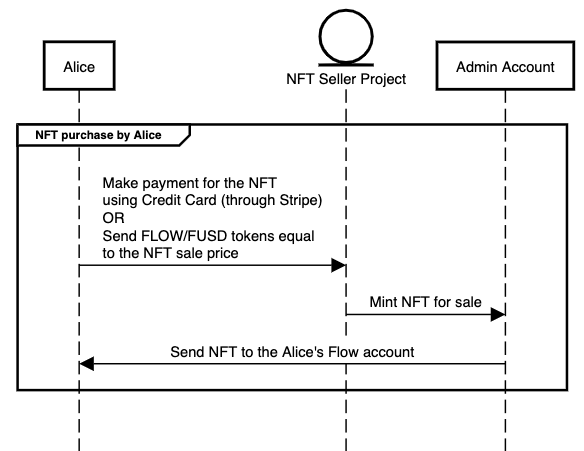 Alice
NFT Seller Project
Admin Account
NFT purchase by Alice
Make payment for the NFT
using Credit Card (through Stripe)
OR
Send FLOW/FUSD tokens equal
to the NFT sale price
Mint NFT for sale
Send NFT to the Alice's Flow account